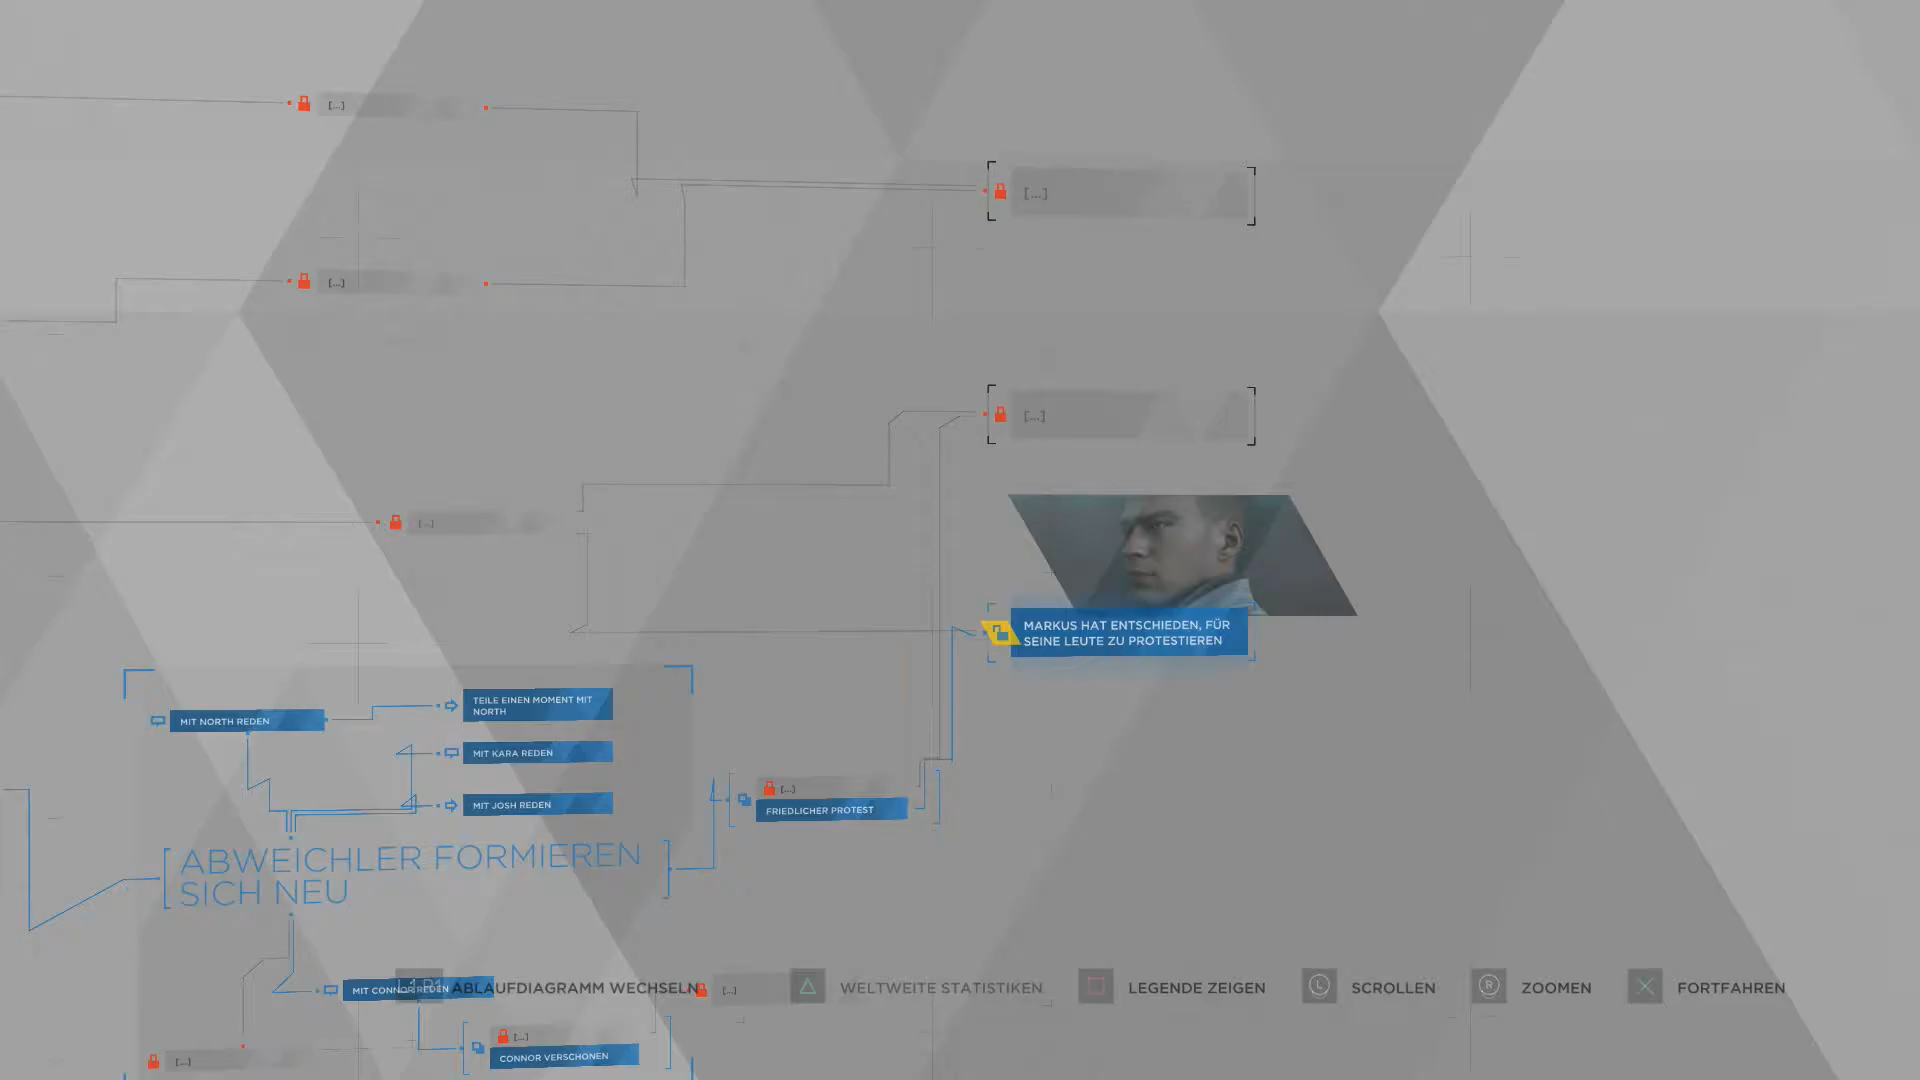 [...]
[...]
[...]
[...]
[...]
MARKUS HAT ENTSCHIEDEN, FÜR
SEINE LEUTE ZU PROTESTIEREN
MIT NORTH REDEN
TEILE EINEN MOMENT MIT
NORTH
MIT KARA REDEN
MIT JOSH REDEN
[...]
FRIEDLICHER PROTEST
ABWEICHLER FORMIEREN
SICH NEU
MIT CONNOR REDEN
[...]
L1 R1 ABLAUFDIAGRAMM WECHSELN
WELTWEITE STATISTIKEN
LEGENDE ZEIGEN
L SCROLLEN
R ZOOMEN
FORTFAHREN
[...]
CONNOR VERSCHONEN
[...]